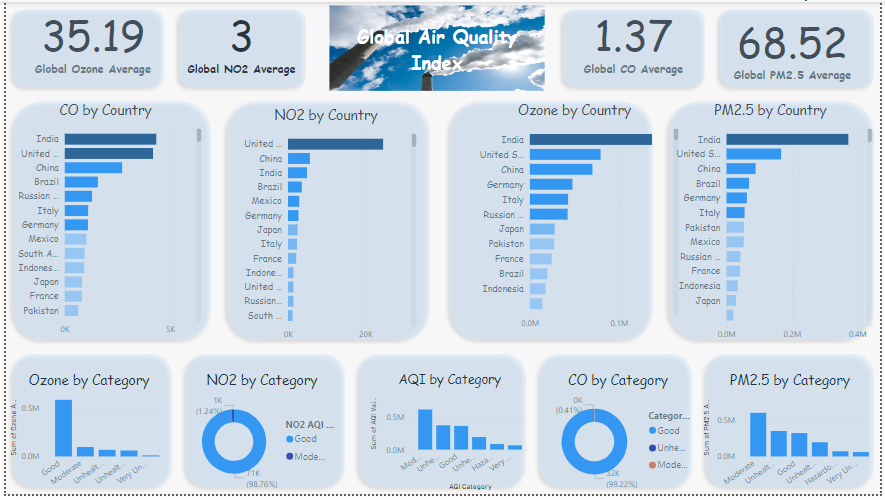 35.19
Global Ozone Average
3
Global NO2 Average
Global Air Quality
Index
1.37
Global CO Average
68.52
Global PM2.5 Average
CO by Country
India
United ...
China
Brazil
Russian ...
Italy
Germany
Mexico
South A...
Indones...
Japan
France
Pakistan
0K
5K
NO2 by Country
United ...
China
India
Brazil
Mexico
Germany
Japan
Italy
France
Indone...
United ...
Russian...
South ...
0K
20K
Ozone by Country
India
United S...
China
Germany
Italy
Russian ...
Japan
Pakistan
France
Brazil
Indonesia
0.0M
0.1M
PM2.5 by Country
India
United S...
China
Brazil
Germany
Italy
Pakistan
Mexico
Russian ...
France
Indonesia
Japan
0.0M
0.2M
0.4M
Ozone by Category
Sum of Ozone A...
0.5M
0.0M
Good
Moderate
Unhealt...
Unhealt...
Very Un...
NO2 by Category
1K
(1.24%)
71K
(98.76%)
NO2 AQI ...
Good
Mode...
AQI by Category
Sum of AQI Val...
0.5M
0.0M
Mod...
Unhe...
Good
Unhe...
Haza...
Very ...
AQI Category
CO by Category
0K
(0.41%)
32K
(99.22%)
Categor...
Good
Unhe...
Mode...
PM2.5 by Category
Sum of PM2.5 A...
0.5M
0.0M
Moderate
Unhealt...
Good
Unhealt...
Hazardo...
Very Un...